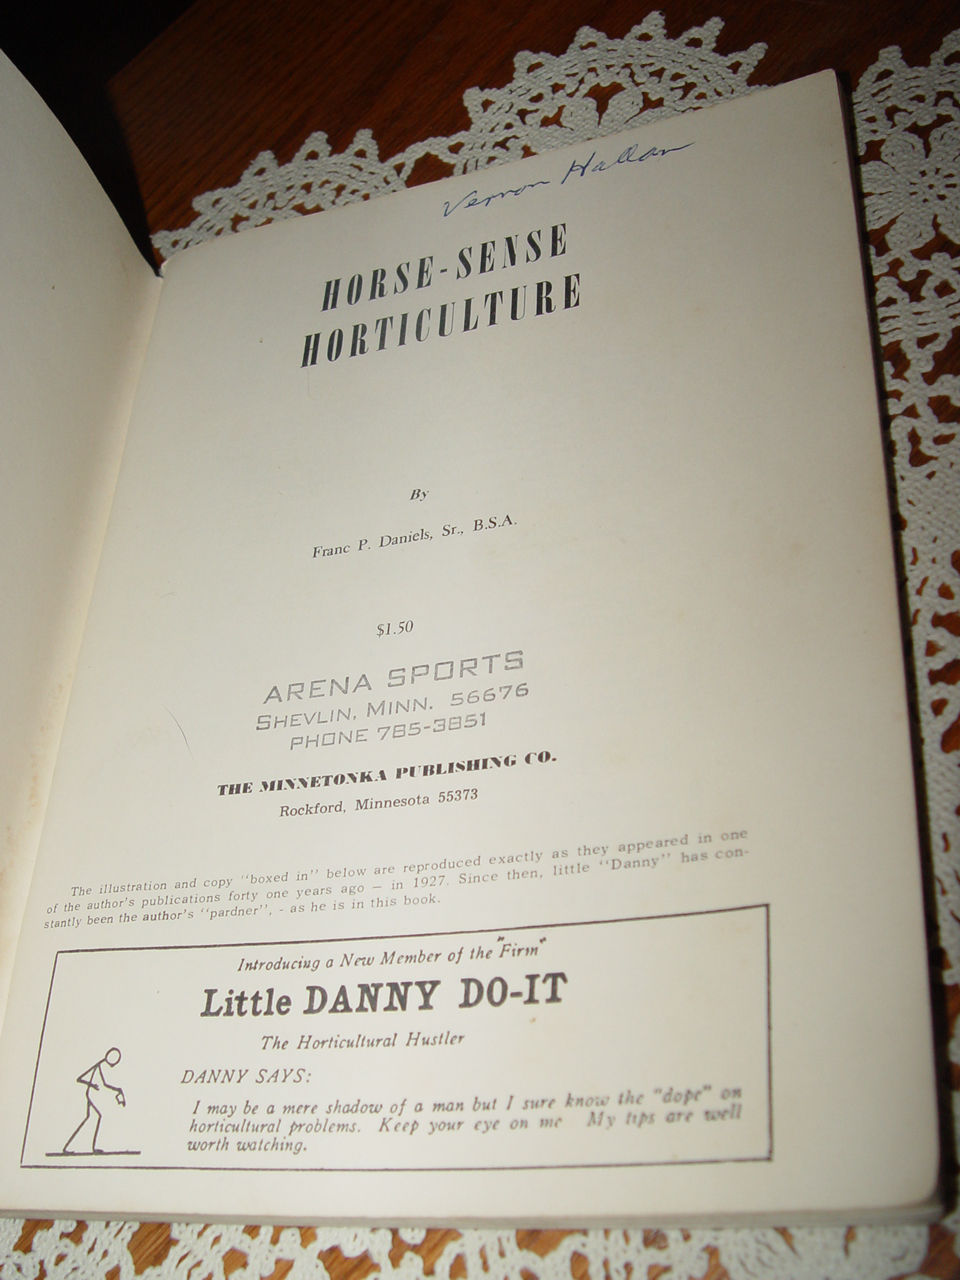 Vernon Hallan
HORSE-SENSE
HORTICULTURE
By
Franc P. Daniels, Sr., B.S.A.
$1.50
ARENA SPORTS
SHEVLIN, MINN. 56676
PHONE 785-3851
THE MINNETONKA PUBLISHING CO.
Rockford, Minnesota 55373
The illustration and copy "boxed in" below are reproduced exactly as they appeared in one
of the author's publications forty one years ago — in 1927. Since then, little "Danny" has con-
stantly been the author's "pardner", - as he is in this book.
Introducing a New Member of the "Firm"
Little DANNY DO-IT
The Horticultural Hustler
DANNY SAYS:
I may be a mere shadow of a man but I sure know the "dope" on
horticultural problems. Keep your eye on me My tips are well
worth watching.